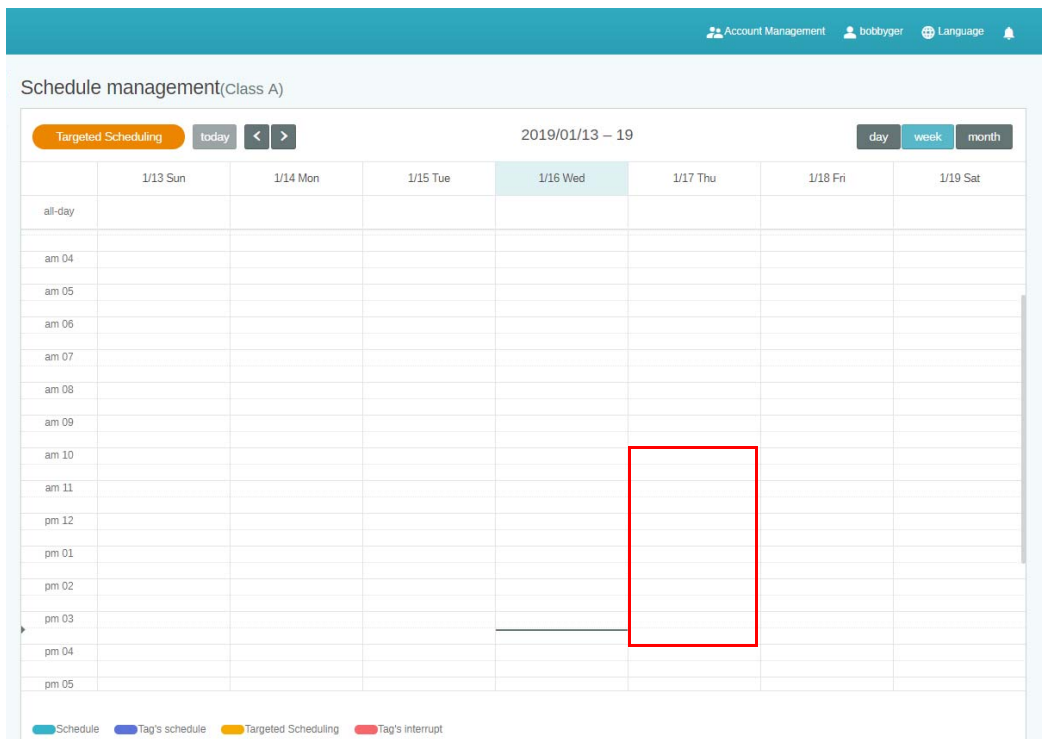 Account Management bobbyger Language
Schedule management(Class A)
Targeted Scheduling today < > 2019/01/13 – 19 day week month
1/13 Sun 1/14 Mon 1/15 Tue 1/16 Wed 1/17 Thu 1/18 Fri 1/19 Sat
all-day
am 04
am 05
am 06
am 07
am 08
am 09
am 10
am 11
pm 12
pm 01
pm 02
pm 03
pm 04
pm 05
Schedule Tag's schedule Targeted Scheduling Tag's interrupt